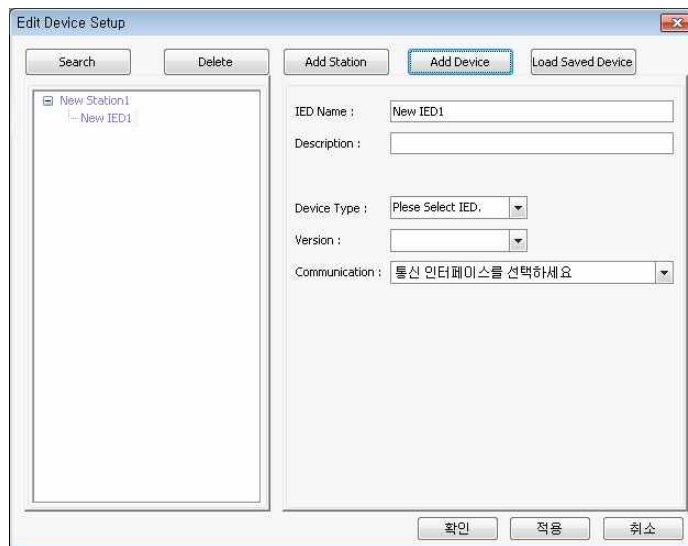 Edit Device Setup
Search
Delete
Add Station
Add Device
Load Saved Device
New Station1
New IED1
IED Name :
New IED1
Description :
Device Type :
Plese Select IED.
Version :
Communication :
통신 인터페이스를 선택하세요
확인
적용
취소